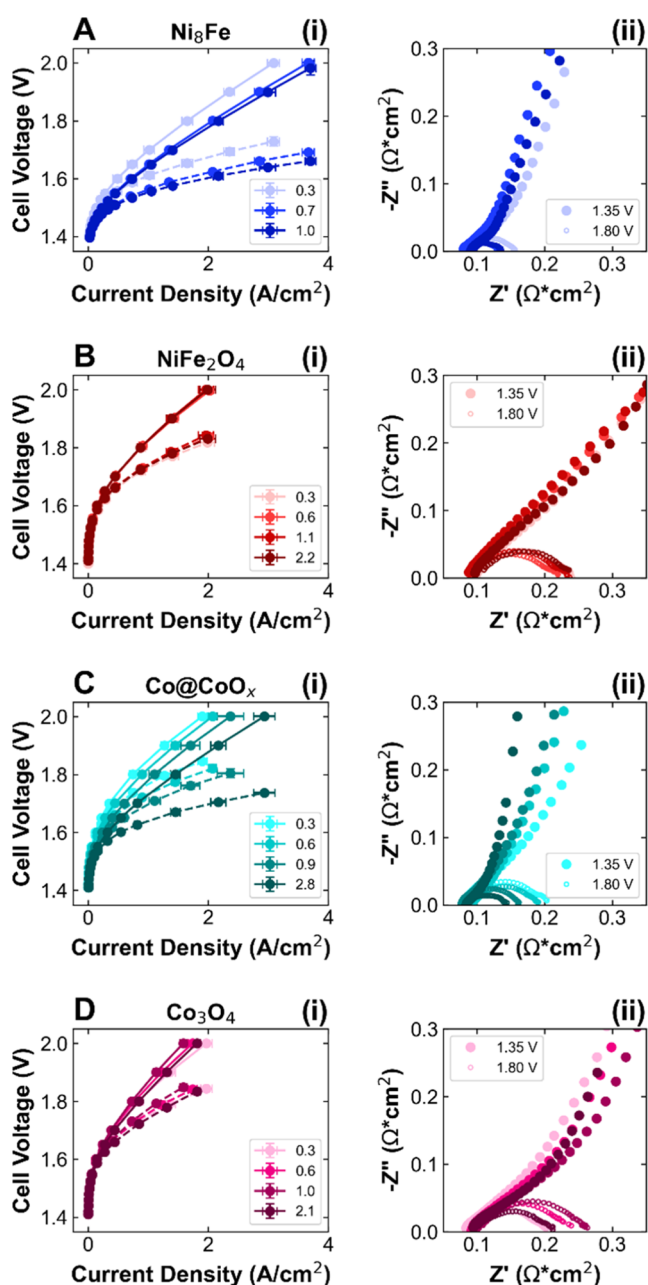 A Ni₈Fe (i) (ii)
Cell Voltage (V)
2.0
1.8
1.6
1.4
0.3
0.7
1.0
0 2 4
Current Density (A/cm²)
-Z'' (Ω*cm²)
0.3
0.2
0.1
0.0
1.35 V
1.80 V
0.1 0.2 0.3
Z' (Ω*cm²)
B NiFe₂O₄ (i) (ii)
Cell Voltage (V)
2.0
1.8
1.6
1.4
0.3
0.6
1.1
2.2
0 2 4
Current Density (A/cm²)
-Z'' (Ω*cm²)
0.3
0.2
0.1
0.0
1.35 V
1.80 V
0.1 0.2 0.3
Z' (Ω*cm²)
C Co@CoOₓ (i) (ii)
Cell Voltage (V)
2.0
1.8
1.6
1.4
0.3
0.6
0.9
2.8
0 2 4
Current Density (A/cm²)
-Z'' (Ω*cm²)
0.3
0.2
0.1
0.0
1.35 V
1.80 V
0.1 0.2 0.3
Z' (Ω*cm²)
D Co₃O₄ (i) (ii)
Cell Voltage (V)
2.0
1.8
1.6
1.4
0.3
0.6
1.0
2.1
0 2 4
Current Density (A/cm²)
-Z'' (Ω*cm²)
0.3
0.2
0.1
0.0
1.35 V
1.80 V
0.1 0.2 0.3
Z' (Ω*cm²)